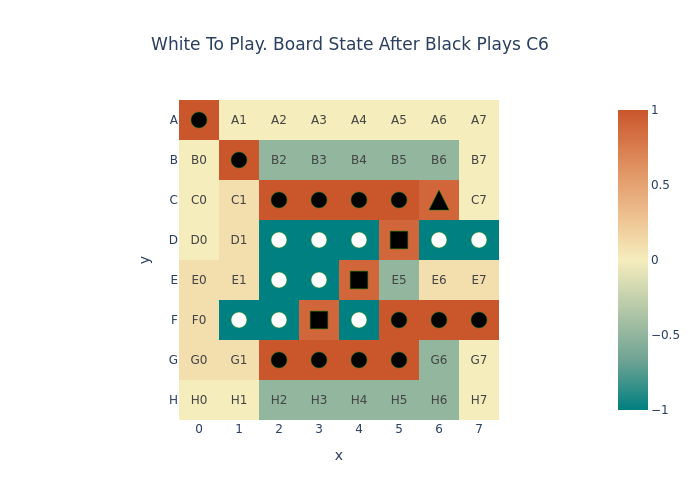 White To Play. Board State After Black Plays C6
A A1 A2 A3 A4 A5 A6 A7
B B0 B2 B3 B4 B5 B6 B7
C C0 C1 C7
D D0 D1
E E0 E1 E5 E6 E7
F F0
G G0 G1 G6 G7
H H0 H1 H2 H3 H4 H5 H6 H7
0 1 2 3 4 5 6 7
x
y
1
0.5
0
−0.5
−1